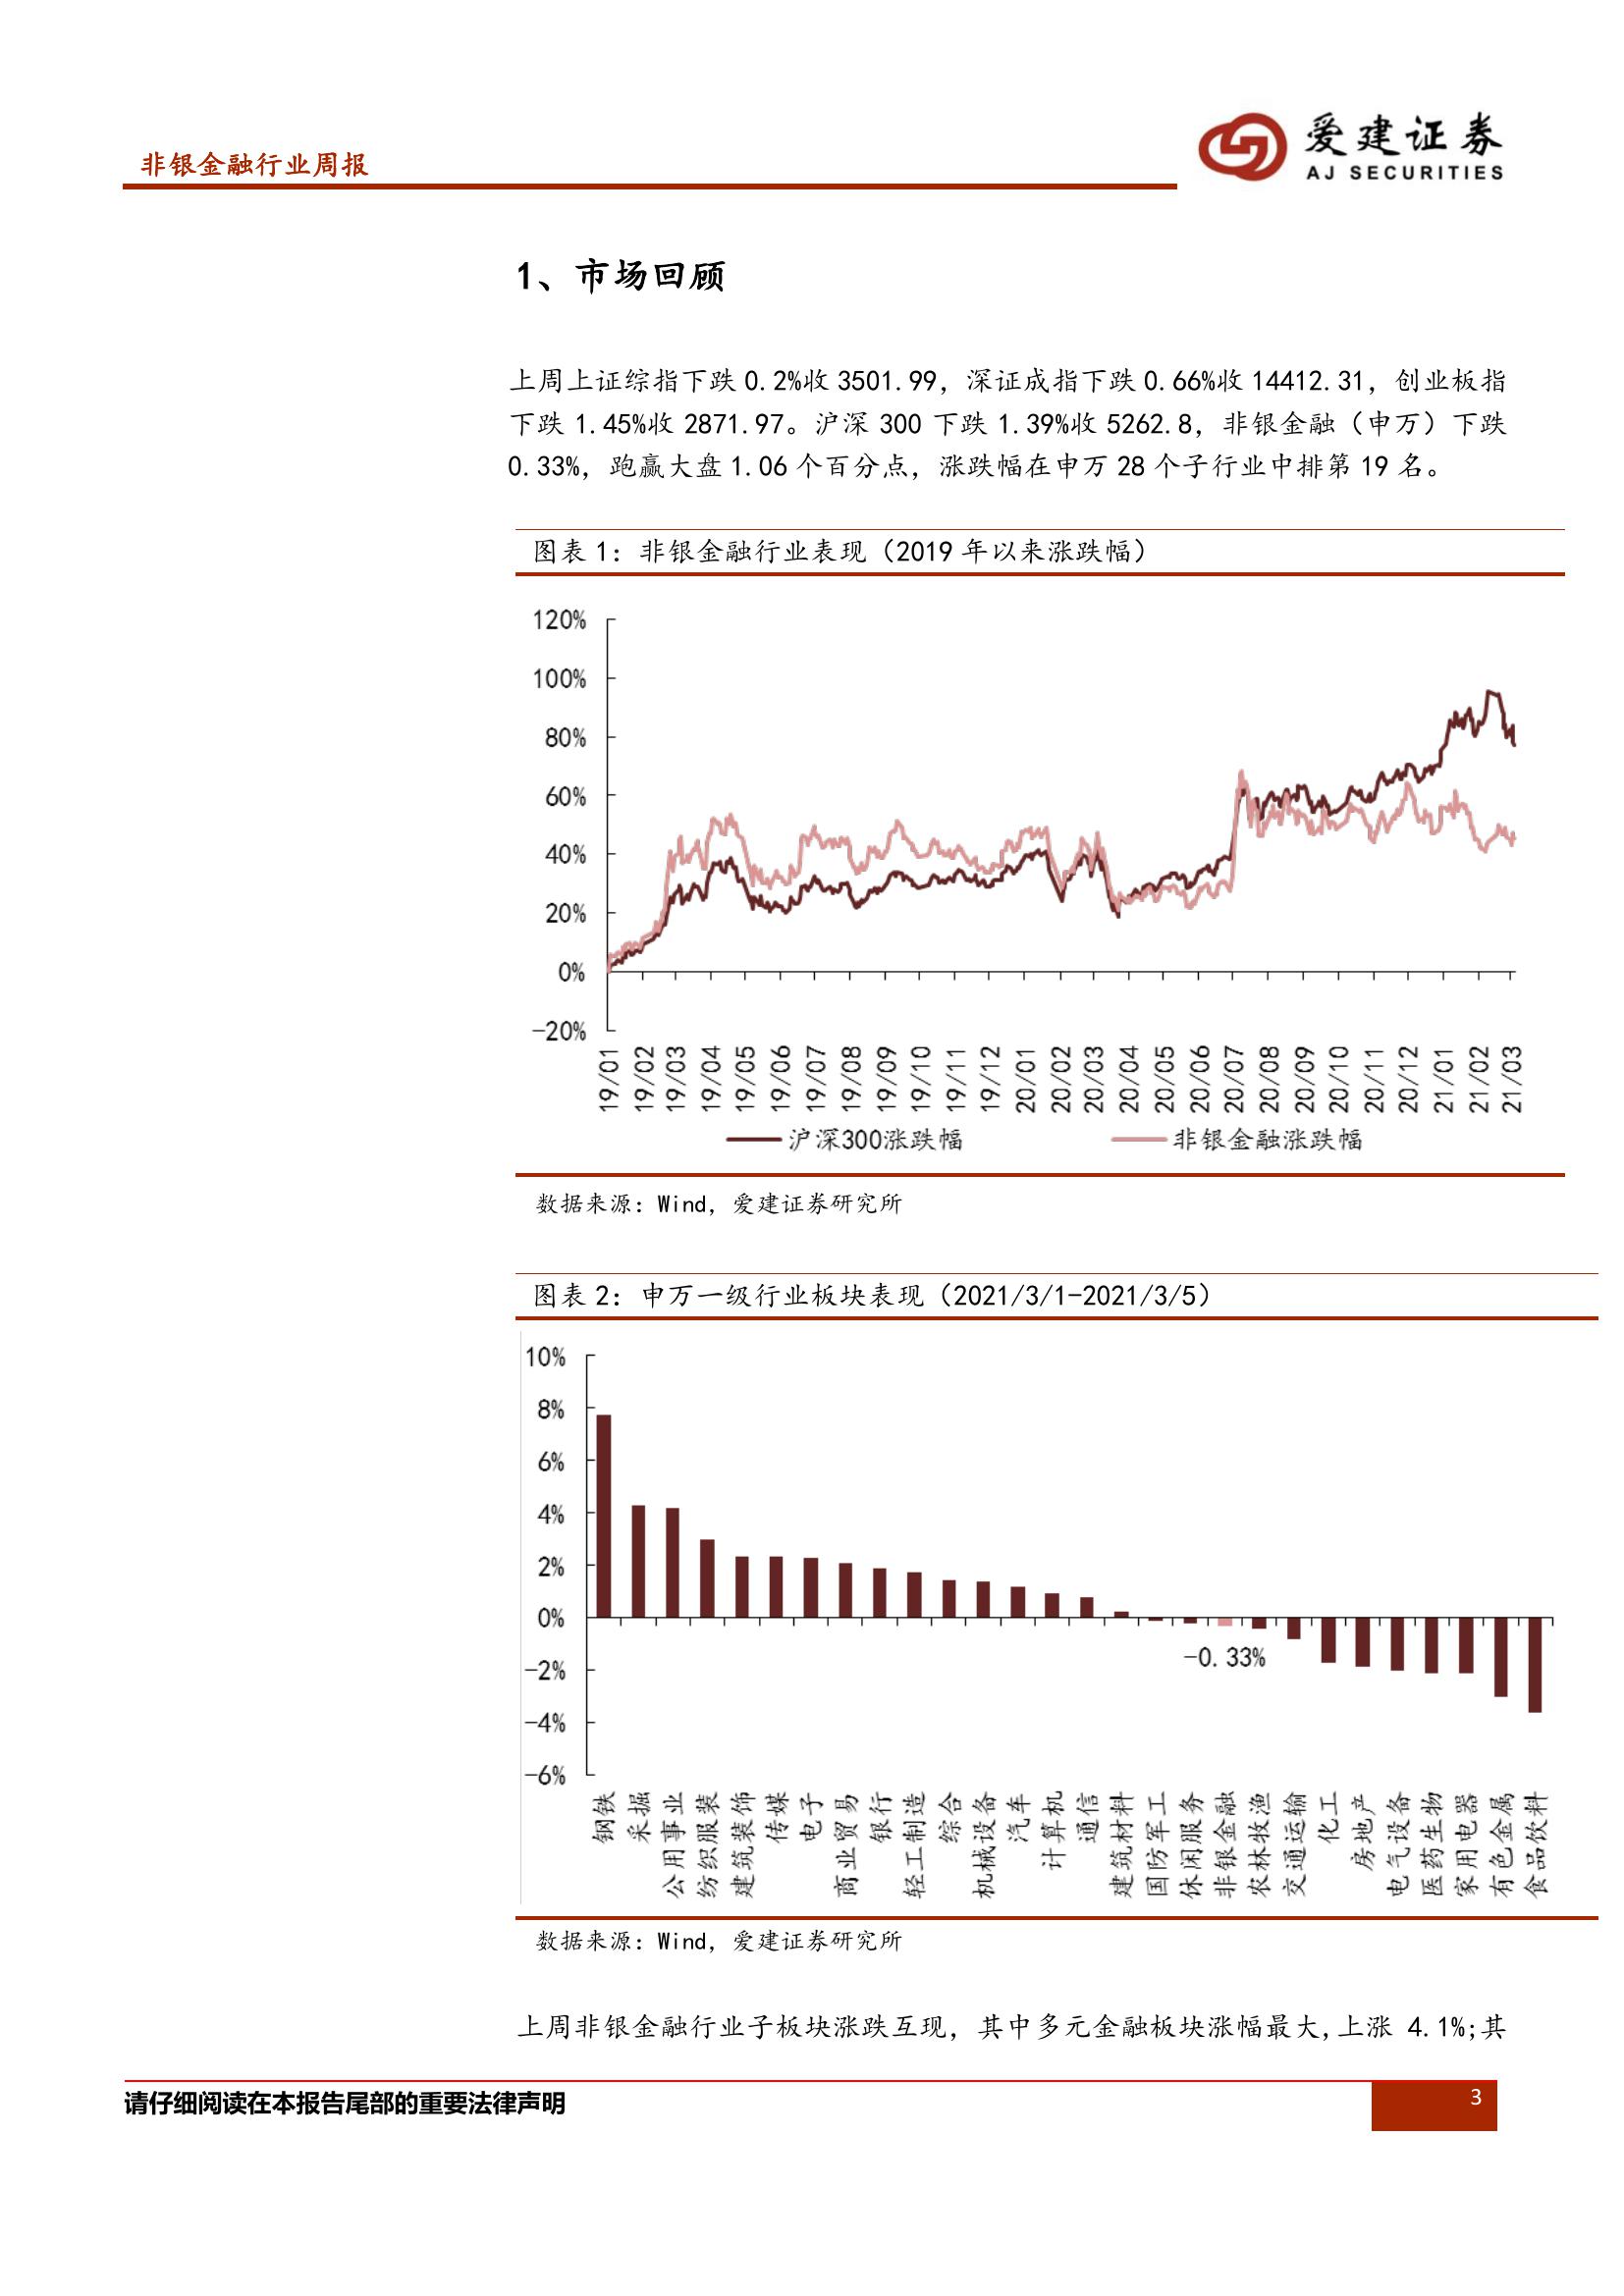 非银金融行业周报
爱建证券
AJ SECURITIES
1、市场回顾
上周上证综指下跌 0.2%收 3501.99，深证成指下跌 0.66%收 14412.31，创业板指
下跌 1.45%收 2871.97。沪深 300 下跌 1.39%收 5262.8，非银金融（申万）下跌
0.33%，跑赢大盘 1.06 个百分点，涨跌幅在申万 28 个子行业中排第 19 名。
图表 1：非银金融行业表现（2019 年以来涨跌幅）
120%
100%
80%
60%
40%
20%
0%
-20%
19/01
19/02
19/03
19/04
19/05
19/06
19/07
19/08
19/09
19/10
19/11
19/12
20/01
20/02
20/03
20/04
20/05
20/06
20/07
20/08
20/09
20/10
20/11
20/12
21/01
21/02
21/03
沪深300涨跌幅
非银金融涨跌幅
数据来源：Wind，爱建证券研究所
图表 2：申万一级行业板块表现（2021/3/1-2021/3/5）
10%
8%
6%
4%
2%
0%
-2%
-4%
-6%
-0.33%
钢铁
采掘
公用事业
纺织服装
建筑装饰
传媒
电子
商业贸易
银行
轻工制造
综合
机械设备
汽车
计算机
通信
建筑材料
国防军工
休闲服务
非银金融
农林牧渔
交通运输
化工
房地产
电气设备
医药生物
家用电器
有色金属
食品饮料
数据来源：Wind，爱建证券研究所
上周非银金融行业子板块涨跌互现，其中多元金融板块涨幅最大,上涨 4.1%;其
请仔细阅读在本报告尾部的重要法律声明
3